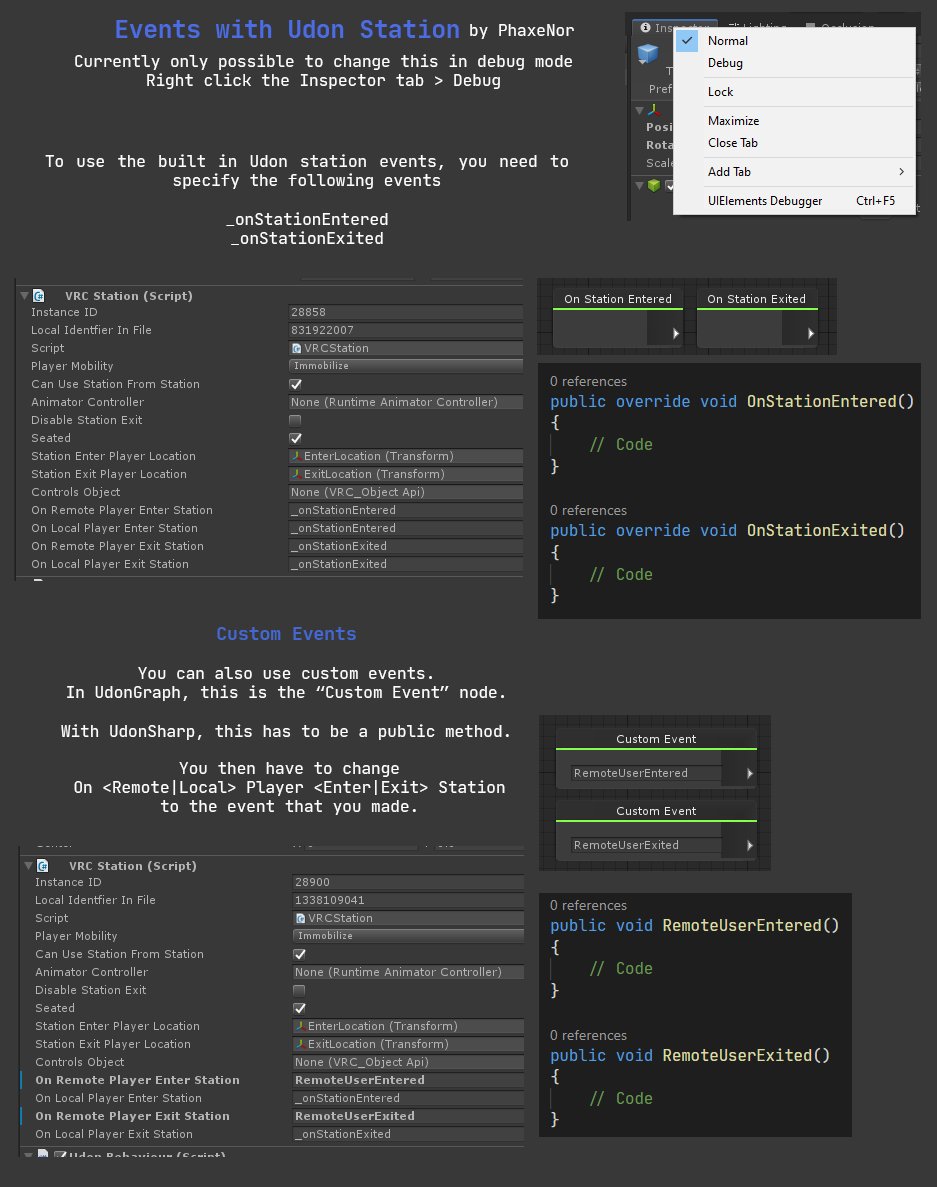 Events with Udon Station by PhaxeNor
Currently only possible to change this in debug mode
Right click the Inspector tab > Debug
Normal
Debug
Lock
Maximize
Close Tab
Add Tab
UIElements Debugger Ctrl+F5
Pref
Posi
Rota
Scale
To use the built in Udon station events, you need to
specify the following events
_onStationEntered
_onStationExited
VRC Station (Script)
Instance ID 28858
Local Identfier In File 831922007
Script VRCStation
Player Mobility Immobilize
Can Use Station From Station
Animator Controller None (Runtime Animator Controller)
Disable Station Exit
Seated
Station Enter Player Location EnterLocation (Transform)
Station Exit Player Location ExitLocation (Transform)
Controls Object None (VRC_Object Api)
On Remote Player Enter Station _onStationEntered
On Local Player Enter Station _onStationEntered
On Remote Player Exit Station _onStationExited
On Local Player Exit Station _onStationExited
On Station Entered On Station Exited
0 references
public override void OnStationEntered()
{
// Code
}
0 references
public override void OnStationExited()
{
// Code
}
Custom Events
You can also use custom events.
In UdonGraph, this is the “Custom Event” node.
With UdonSharp, this has to be a public method.
You then have to change
On <Remote|Local> Player <Enter|Exit> Station
to the event that you made.
Custom Event
RemoteUserEntered
Custom Event
RemoteUserExited
VRC Station (Script)
Instance ID 28900
Local Identfier In File 1338109041
Script VRCStation
Player Mobility Immobilize
Can Use Station From Station
Animator Controller None (Runtime Animator Controller)
Disable Station Exit
Seated
Station Enter Player Location EnterLocation (Transform)
Station Exit Player Location ExitLocation (Transform)
Controls Object None (VRC_Object Api)
On Remote Player Enter Station RemoteUserEntered
On Local Player Enter Station _onStationEntered
On Remote Player Exit Station RemoteUserExited
On Local Player Exit Station _onStationExited
Udon Behaviour (Script)
0 references
public void RemoteUserEntered()
{
// Code
}
0 references
public void RemoteUserExited()
{
// Code
}